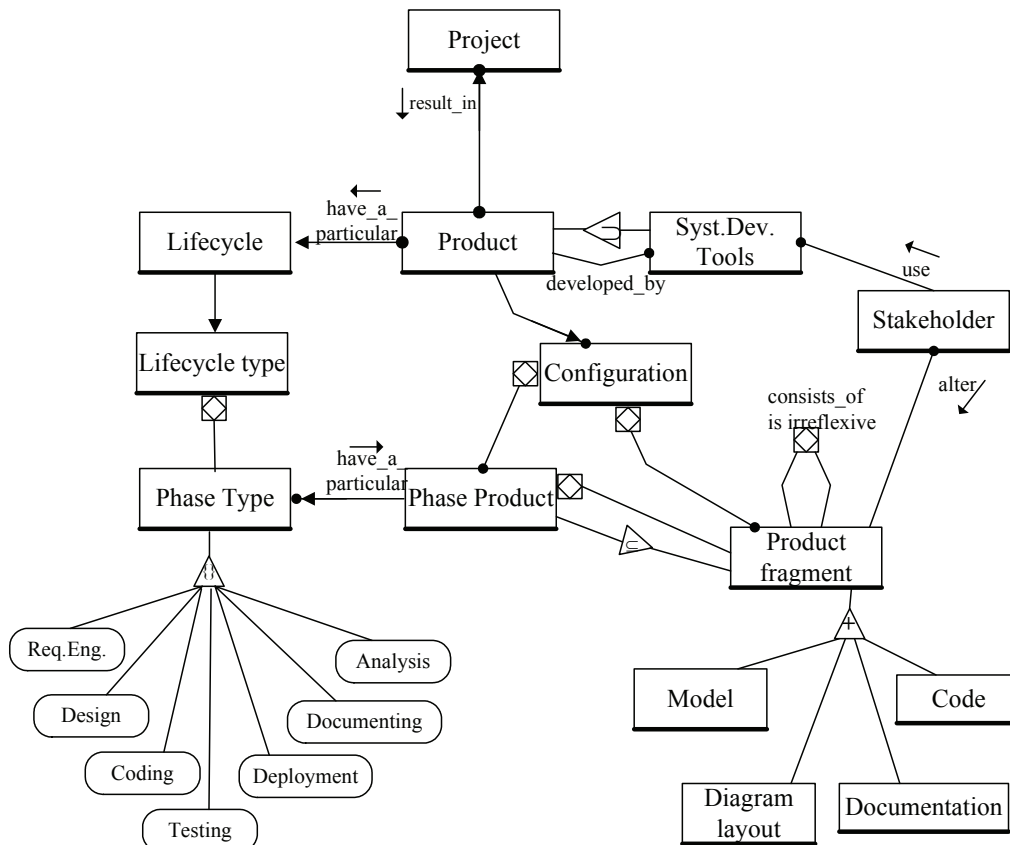 Project
result_in
have_a_
particular
Lifecycle
Product
Syst.Dev.
Tools
developed_by
use
Stakeholder
Lifecycle type
Configuration
alter
consists_of
is irreflexive
have_a_
particular
Phase Type
Phase Product
Product
fragment
Req.Eng.
Analysis
Design
Documenting
Coding
Deployment
Testing
Model
Code
Diagram
layout
Documentation